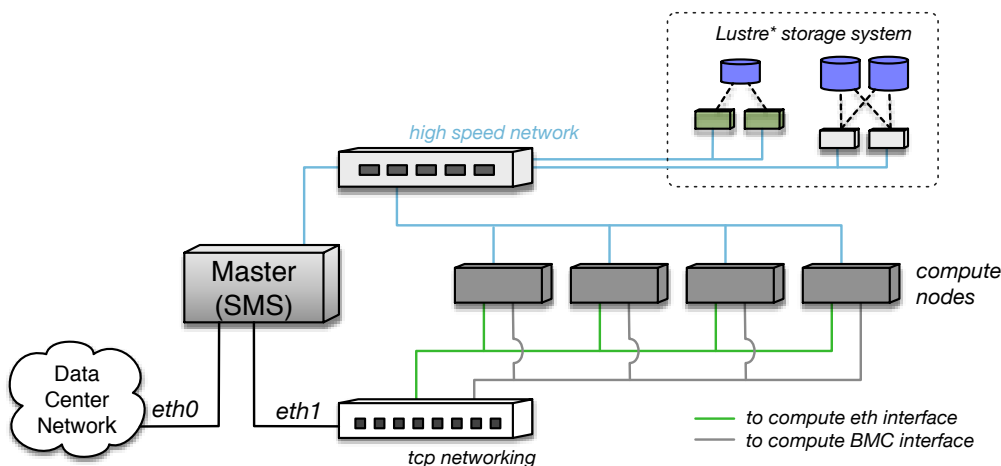 Lustre* storage system
high speed network
Master
(SMS)
compute
nodes
Data
Center
Network
eth0
eth1
tcp networking
to compute eth interface
to compute BMC interface